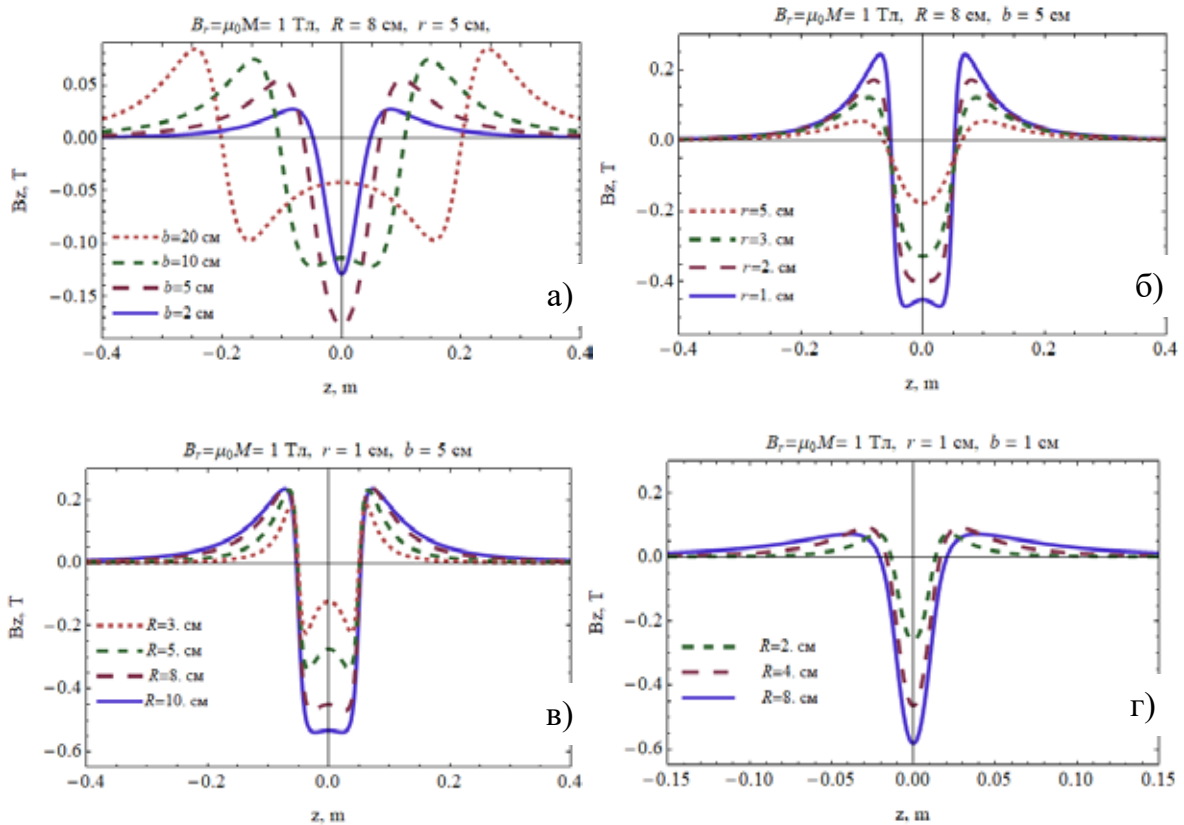 B_r=μ₀M= 1 Тл, R = 8 см, r = 5 см,
0.05
0.00
−0.05
−0.10
−0.15
Bz, T
b=20 см
b=10 см
b=5 см
b=2 см
а)
−0.4 −0.2 0.0 0.2 0.4
z, m
B_r=μ₀M= 1 Тл, R = 8 см, b = 5 см
0.2
0.0
−0.2
−0.4
Bz, T
r=5. см
r=3. см
r=2. см
r=1. см
б)
−0.4 −0.2 0.0 0.2 0.4
z, m
B_r=μ₀M= 1 Тл, r = 1 см, b = 5 см
0.2
0.0
−0.2
−0.4
−0.6
Bz, T
R=3. см
R=5. см
R=8. см
R=10. см
в)
−0.4 −0.2 0.0 0.2 0.4
z, m
B_r=μ₀M= 1 Тл, r = 1 см, b = 1 см
0.2
0.0
−0.2
−0.4
−0.6
Bz, T
R=2. см
R=4. см
R=8. см
г)
−0.15 −0.10 −0.05 0.00 0.05 0.10 0.15
z, m